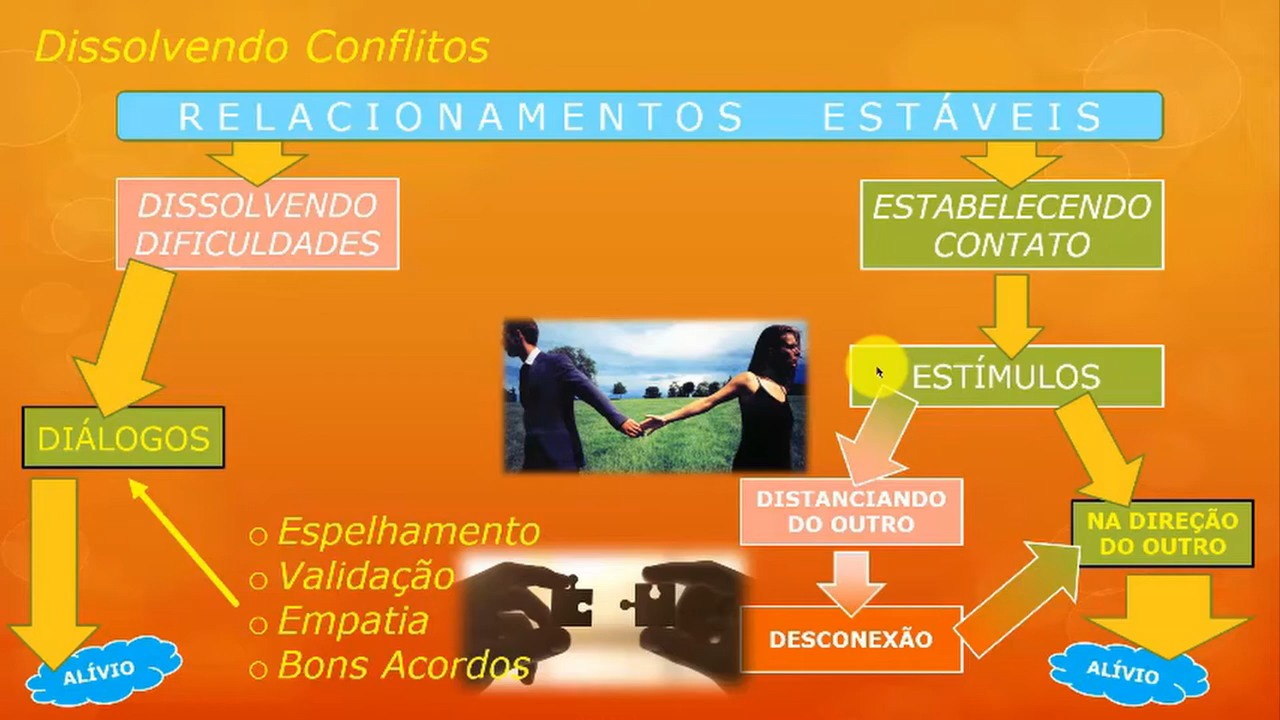 Dissolvendo Conflitos
RELACIONAMENTOS ESTÁVEIS
DISSOLVENDO
DIFICULDADES
ESTABELECENDO
CONTATO
ESTÍMULOS
DIÁLOGOS
DISTANCIANDO
DO OUTRO
NA DIREÇÃO
DO OUTRO
Espelhamento
Validação
Empatia
Bons Acordos
DESCONEXÃO
ALÍVIO
ALÍVIO